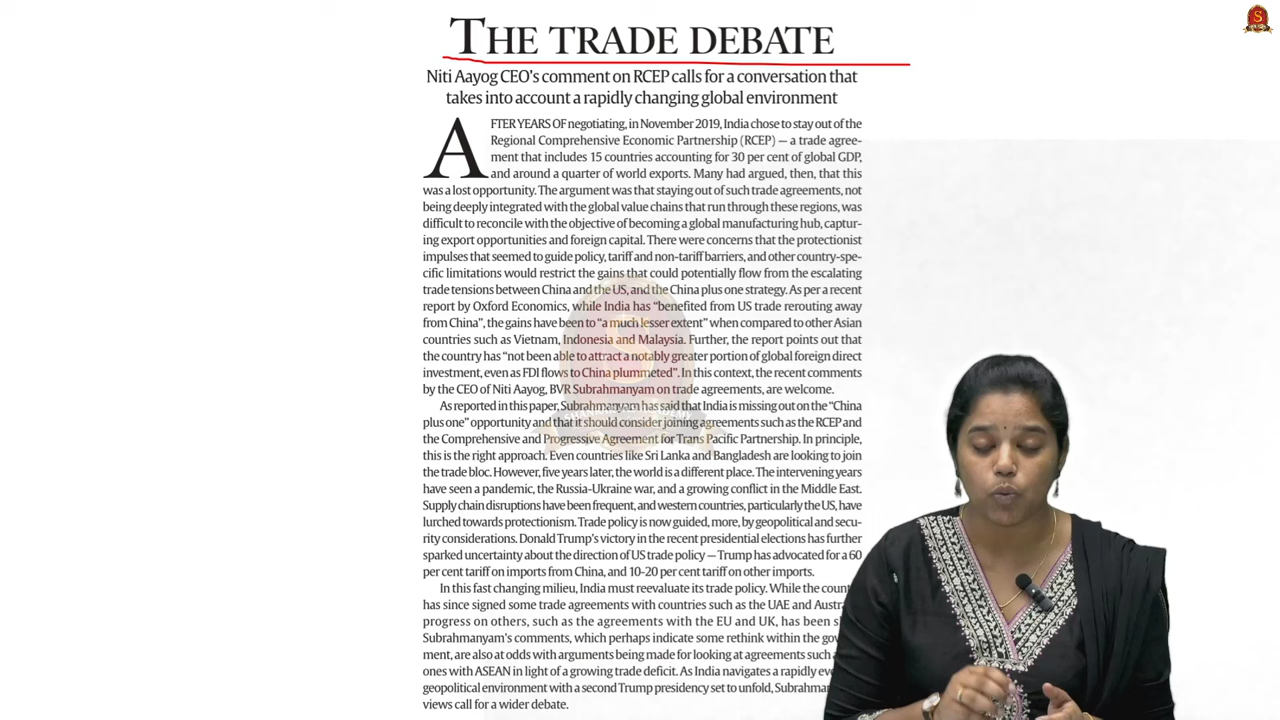 THE TRADE DEBATE
Niti Aayog CEO's comment on RCEP calls for a conversation that
takes into account a rapidly changing global environment
AFTER YEARS OF negotiating, in November 2019, India chose to stay out of the
Regional Comprehensive Economic Partnership (RCEP) — a trade agree-
ment that includes 15 countries accounting for 30 per cent of global GDP,
and around a quarter of world exports. Many had argued, then, that this
was a lost opportunity. The argument was that staying out of such trade agreements, not
being deeply integrated with the global value chains that run through these regions, was
difficult to reconcile with the objective of becoming a global manufacturing hub, captur-
ing export opportunities and foreign capital. There were concerns that the protectionist
impulses that seemed to guide policy, tariff and non-tariff barriers, and other country-spe-
cific limitations would restrict the gains that could potentially flow from the escalating
trade tensions between China and the US, and the China plus one strategy. As per a recent
report by Oxford Economics, while India has "benefited from US trade rerouting away
from China", the gains have been to "a much lesser extent" when compared to other Asian
countries such as Vietnam, Indonesia and Malaysia. Further, the report points out that
the country has "not been able to attract a notably greater portion of global foreign direct
investment, even as FDI flows to China plummeted". In this context, the recent comments
by the CEO of Niti Aayog, BVR Subrahmanyam on trade agreements, are welcome.
As reported in this paper, Subrahmanyam has said that India is missing out on the "China
plus one" opportunity and that it should consider joining agreements such as the RCEP and
the Comprehensive and Progressive Agreement for Trans Pacific Partnership. In principle,
this is the right approach. Even countries like Sri Lanka and Bangladesh are looking to join
the trade bloc. However, five years later, the world is a different place. The intervening years
have seen a pandemic, the Russia-Ukraine war, and a growing conflict in the Middle East.
Supply chain disruptions have been frequent, and western countries, particularly the US, have
lurched towards protectionism. Trade policy is now guided, more, by geopolitical and secu-
rity considerations. Donald Trump's victory in the recent presidential elections has further
sparked uncertainty about the direction of US trade policy — Trump has advocated for a 60
per cent tariff on imports from China, and 10-20 per cent tariff on other imports.
In this fast changing milieu, India must reevaluate its trade policy. While the count
has since signed some trade agreements with countries such as the UAE and Austra
progress on others, such as the agreements with the EU and UK, has been s
Subrahmanyam's comments, which perhaps indicate some rethink within the gov
ment, are also at odds with arguments being made for looking at agreements such a
ones with ASEAN in light of a growing trade deficit. As India navigates a rapidly ev
geopolitical environment with a second Trump presidency set to unfold, Subrahma
views call for a wider debate.